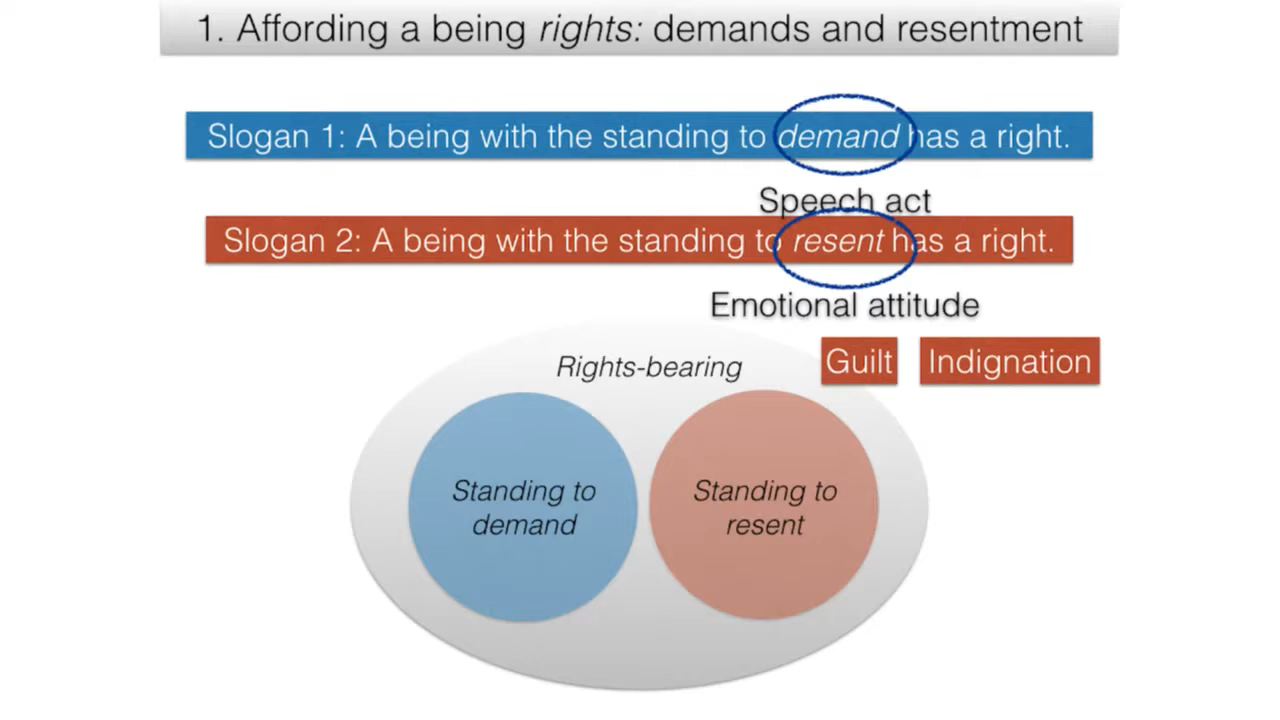 1. Affording a being rights: demands and resentment
Slogan 1: A being with the standing to demand has a right.
Speech act
Slogan 2: A being with the standing to resent has a right.
Emotional attitude
Guilt
Indignation
Rights-bearing
Standing to
demand
Standing to
resent